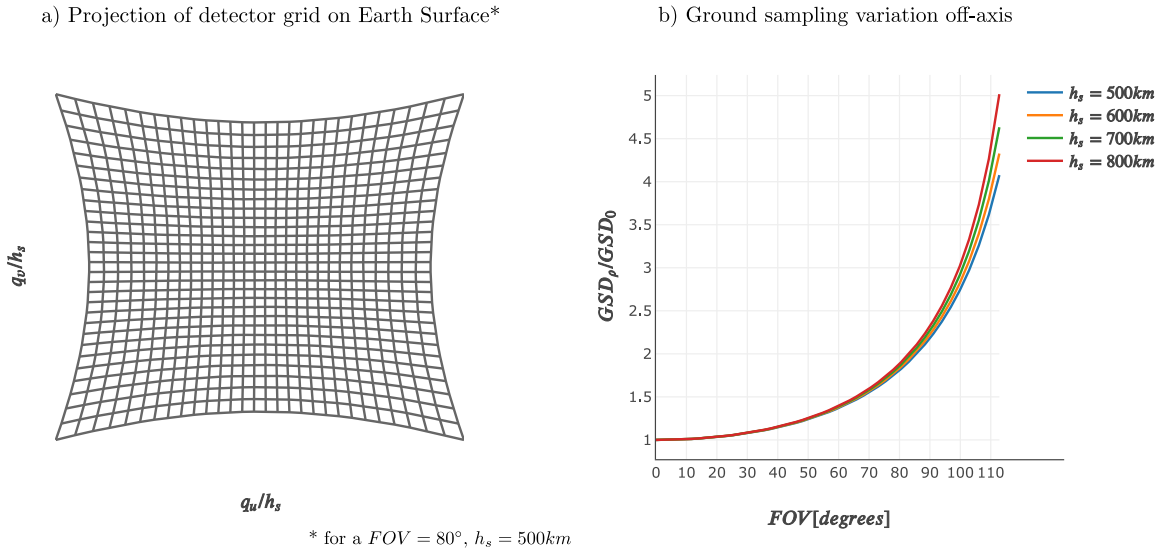 a) Projection of detector grid on Earth Surface*
q_v/h_s
q_u/h_s
* for a FOV = 80°, h_s = 500km
b) Ground sampling variation off-axis
GSD_ρ/GSD_0
5
4.5
4
3.5
3
2.5
2
1.5
1
0 10 20 30 40 50 60 70 80 90 100 110
FOV[degrees]
h_s = 500km
h_s = 600km
h_s = 700km
h_s = 800km